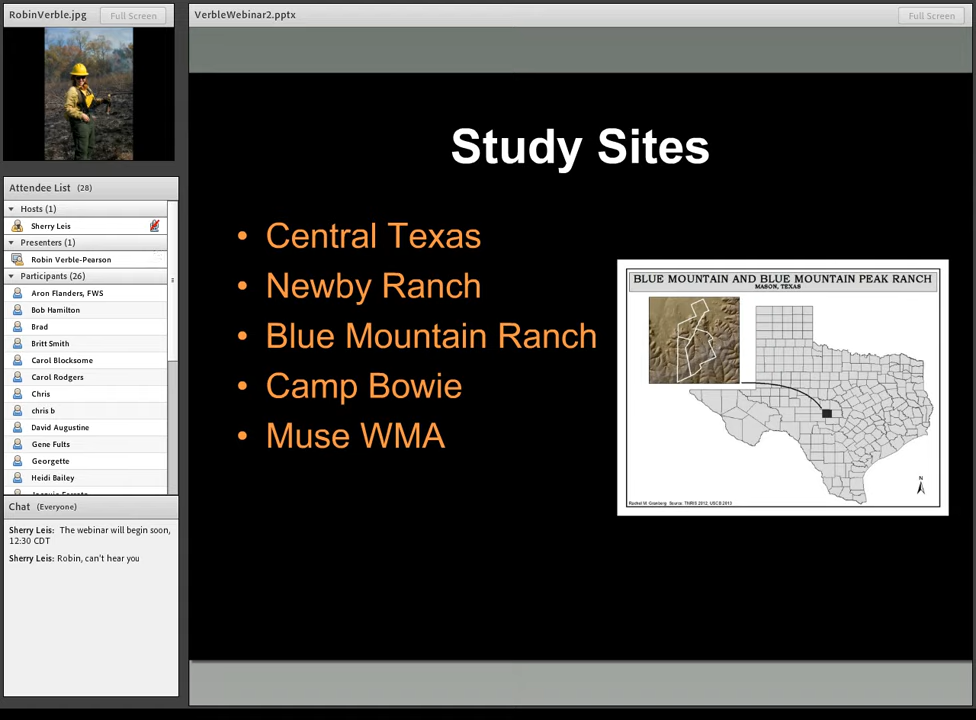 RobinVerble.jpg
Full Screen
VerbleWebinar2.pptx
Full Screen
Attendee List (28)
Hosts (1)
Sherry Leis
Presenters (1)
Robin Verble-Pearson
Participants (26)
Aron Flanders, FWS
Bob Hamilton
Brad
Britt Smith
Carol Blocksome
Carol Rodgers
Chris
chris b
David Augustine
Gene Fults
Georgette
Heidi Bailey
Chat (Everyone)
Sherry Leis: The webinar will begin soon,
12:30 CDT
Sherry Leis: Robin, can't hear you
Study Sites
• Central Texas
• Newby Ranch
• Blue Mountain Ranch
• Camp Bowie
• Muse WMA
BLUE MOUNTAIN AND BLUE MOUNTAIN PEAK RANCH
MASON, TEXAS
N